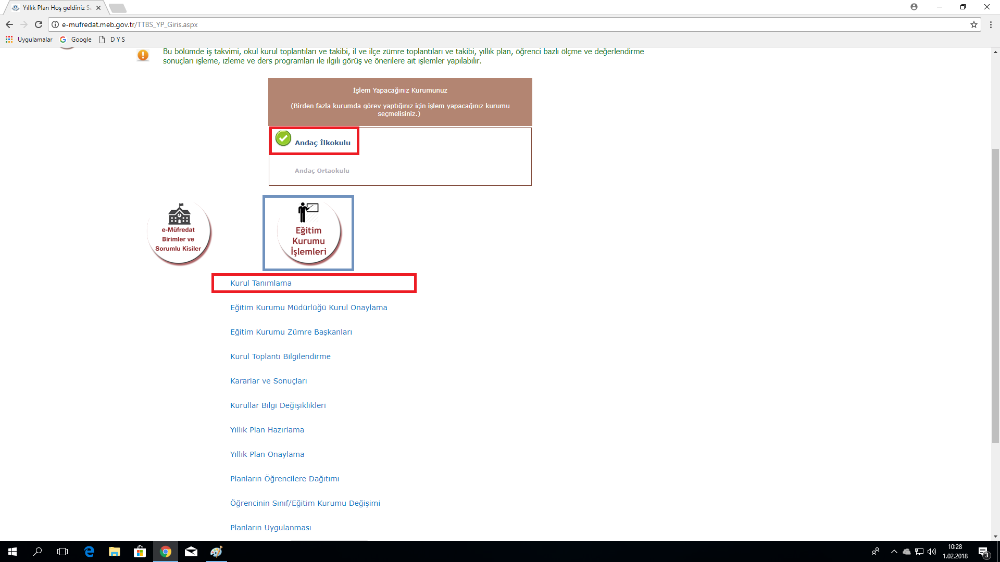 Yıllık Plan Hoş geldiniz Sa
e-mufredat.meb.gov.tr/TTBS_YP_Giris.aspx
Uygulamalar Google D Y S
Bu bölümde iş takvimi, okul kurul toplantıları ve takibi, il ve ilçe zümre toplantıları ve takibi, yıllık plan, öğrenci bazlı ölçme ve değerlendirme
sonuçları işleme, izleme ve ders programları ile ilgili görüş ve önerilere ait işlemler yapılabilir.
İşlem Yapacağınız Kurumunuz
(Birden fazla kurumda görev yaptığınız için işlem yapacağınız kurumu
seçmelisiniz.)
Andaç İlkokulu
Andaç Ortaokulu
e-Müfredat
Birimler ve
Sorumlu Kisiler
Eğitim
Kurumu
İşlemleri
Kurul Tanımlama
Eğitim Kurumu Müdürlüğü Kurul Onaylama
Eğitim Kurumu Zümre Başkanları
Kurul Toplantı Bilgilendirme
Kararlar ve Sonuçları
Kurullar Bilgi Değişiklikleri
Yıllık Plan Hazırlama
Yıllık Plan Onaylama
Planların Öğrencilere Dağıtımı
Öğrencinin Sınıf/Eğitim Kurumu Değişimi
Planların Uygulanması
10:28
1.02.2018
3